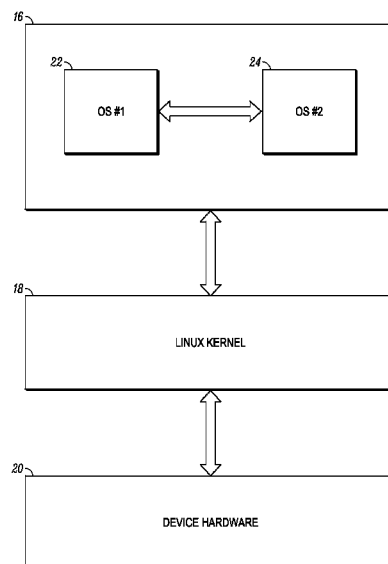 16
22
24
OS #1
OS #2
18
LINUX KERNEL
20
DEVICE HARDWARE